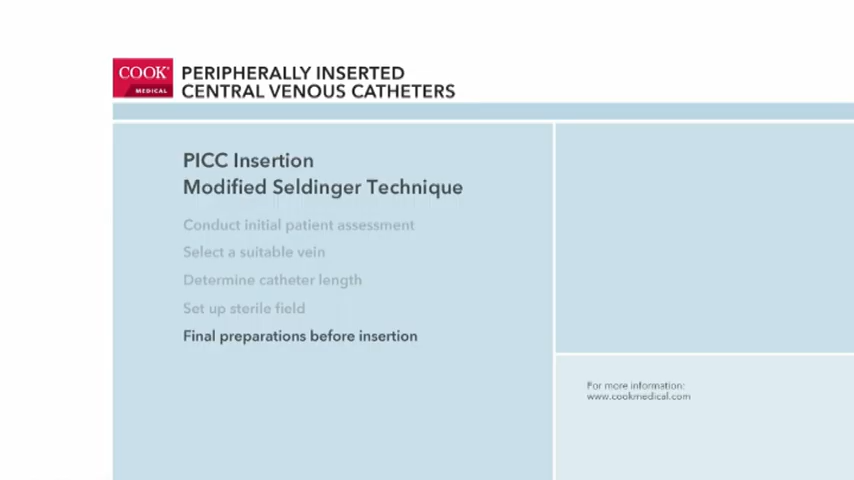 COOK®
MEDICAL
PERIPHERALLY INSERTED
CENTRAL VENOUS CATHETERS
PICC Insertion
Modified Seldinger Technique
Conduct initial patient assessment
Select a suitable vein
Determine catheter length
Set up sterile field
Final preparations before insertion
For more information:
www.cookmedical.com